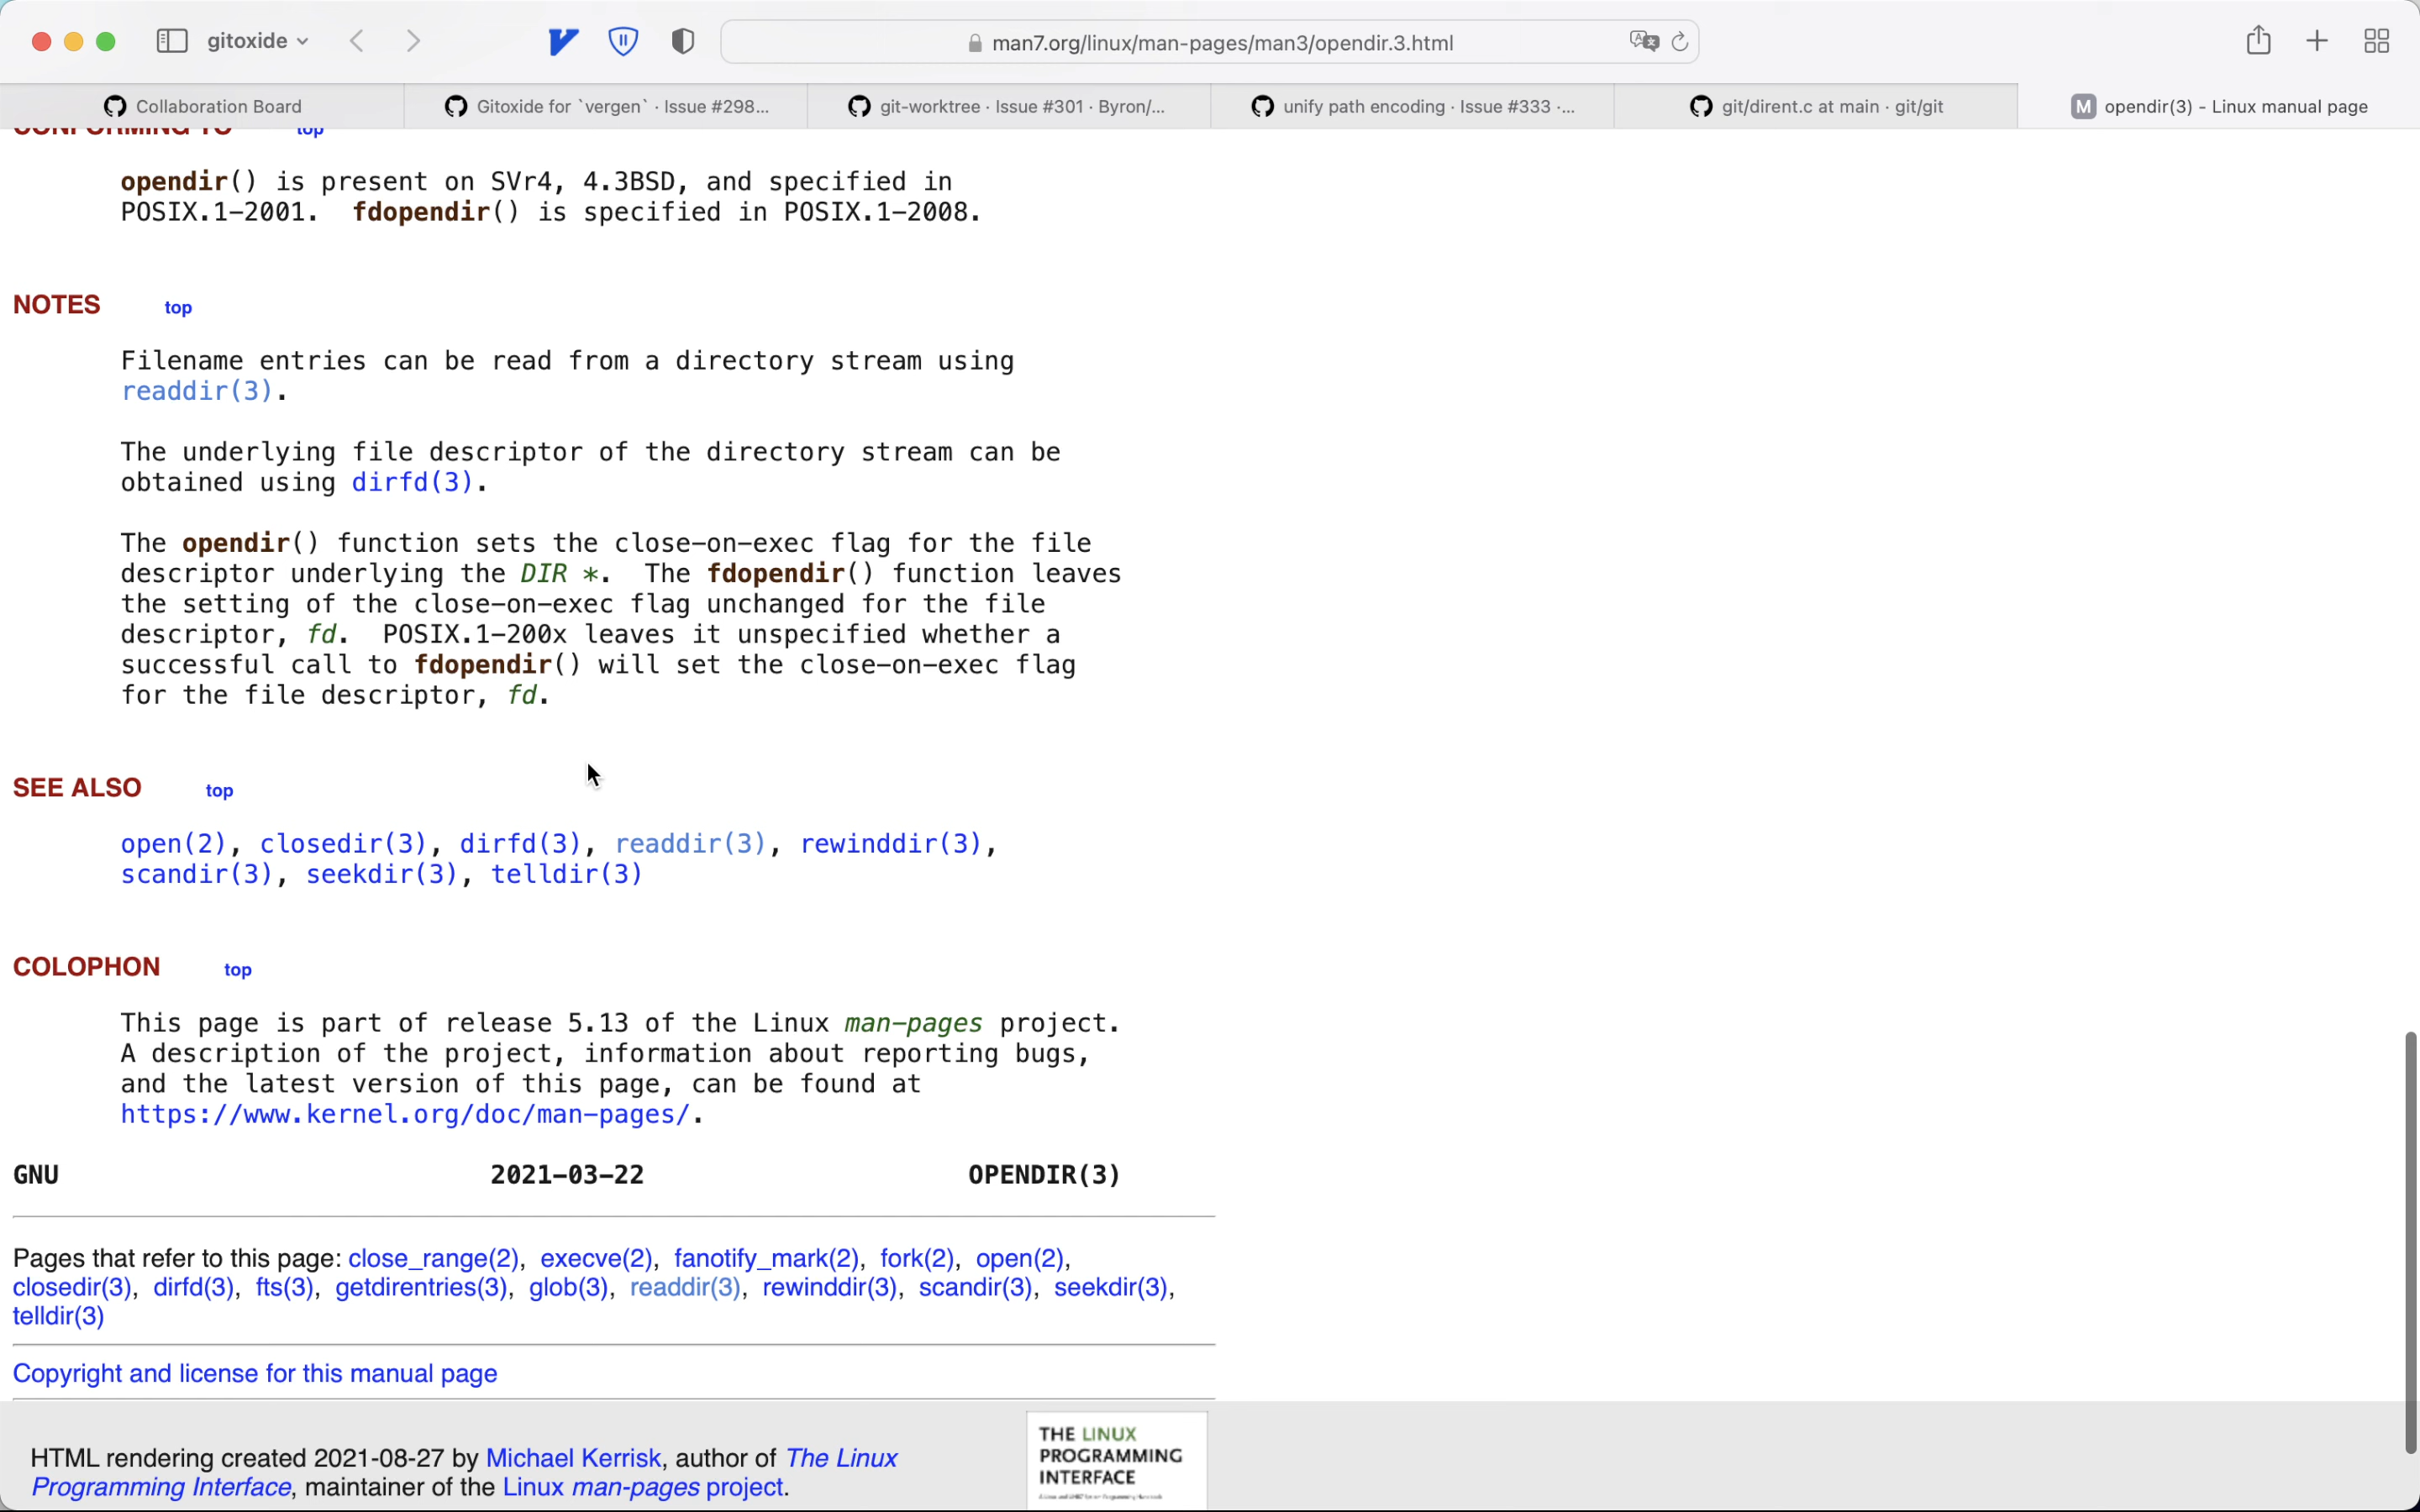 gitoxide
man7.org/linux/man-pages/man3/opendir.3.html
Collaboration Board
Gitoxide for `vergen` · Issue #298...
git-worktree · Issue #301 · Byron/...
unify path encoding · Issue #333 ·...
git/dirent.c at main · git/git
M opendir(3) - Linux manual page
CONFORMING TO top
opendir() is present on SVr4, 4.3BSD, and specified in
POSIX.1-2001.  fdopendir() is specified in POSIX.1-2008.
NOTES top
Filename entries can be read from a directory stream using
readdir(3).
The underlying file descriptor of the directory stream can be
obtained using dirfd(3).
The opendir() function sets the close-on-exec flag for the file
descriptor underlying the DIR *.  The fdopendir() function leaves
the setting of the close-on-exec flag unchanged for the file
descriptor, fd.  POSIX.1-200x leaves it unspecified whether a
successful call to fdopendir() will set the close-on-exec flag
for the file descriptor, fd.
SEE ALSO top
open(2), closedir(3), dirfd(3), readdir(3), rewinddir(3),
scandir(3), seekdir(3), telldir(3)
COLOPHON top
This page is part of release 5.13 of the Linux man-pages project.
A description of the project, information about reporting bugs,
and the latest version of this page, can be found at
https://www.kernel.org/doc/man-pages/.
GNU 2021-03-22 OPENDIR(3)
Pages that refer to this page: close_range(2), execve(2), fanotify_mark(2), fork(2), open(2),
closedir(3), dirfd(3), fts(3), getdirentries(3), glob(3), readdir(3), rewinddir(3), scandir(3), seekdir(3),
telldir(3)
Copyright and license for this manual page
HTML rendering created 2021-08-27 by Michael Kerrisk, author of The Linux
Programming Interface, maintainer of the Linux man-pages project.
THE LINUX
PROGRAMMING
INTERFACE